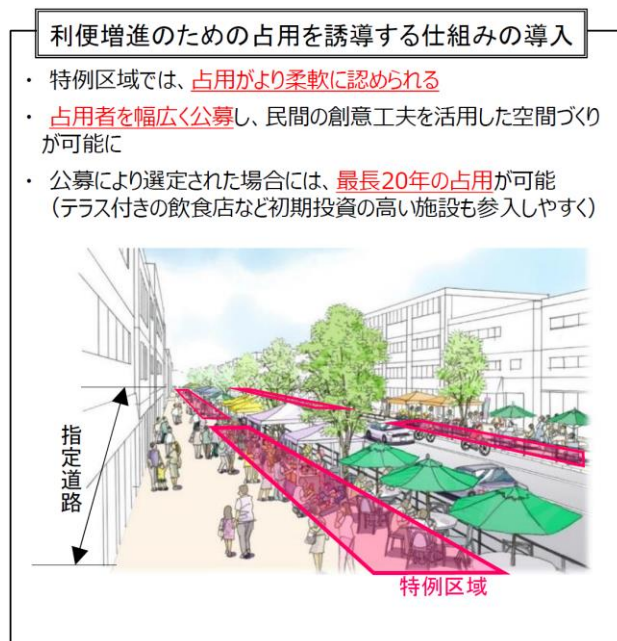 利便増進のための占用を誘導する仕組みの導入
・ 特例区域では、占用がより柔軟に認められる
・ 占用者を幅広く公募し、民間の創意工夫を活用した空間づくり
が可能に
・ 公募により選定された場合には、最長20年の占用が可能
（テラス付きの飲食店など初期投資の高い施設も参入しやすく）
指定道路
特例区域